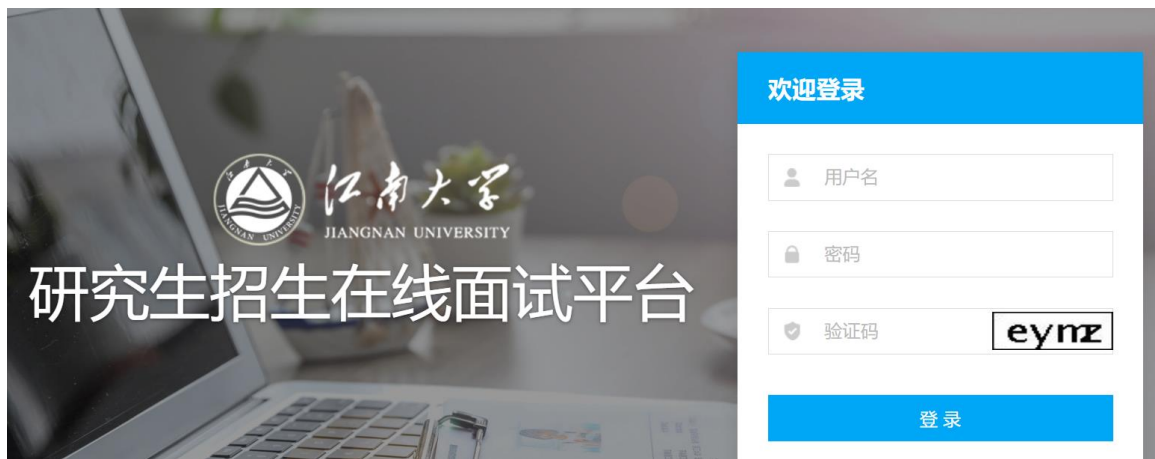 江南大学
JIANGNAN UNIVERSITY
研究生招生在线面试平台
欢迎登录
用户名
密码
验证码
eymz
登 录